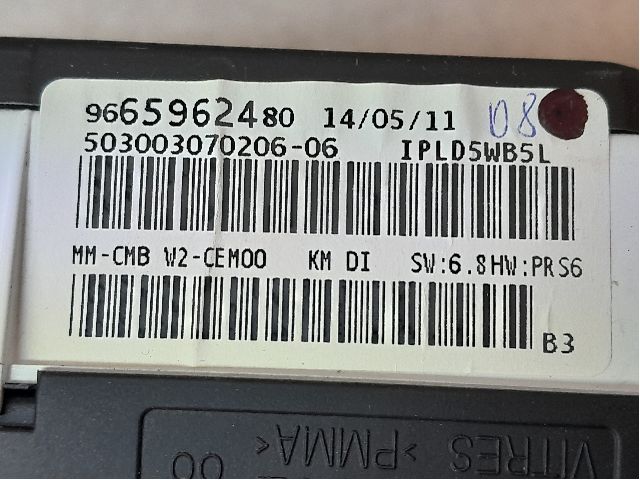 9665962480 14/05/11 08
503003070206-06 IPLD5WB5L
MM-CMB W2-CEM00 KM DI SW:6.8HW:PRS6
B3
VITRES
>PMMA<
00